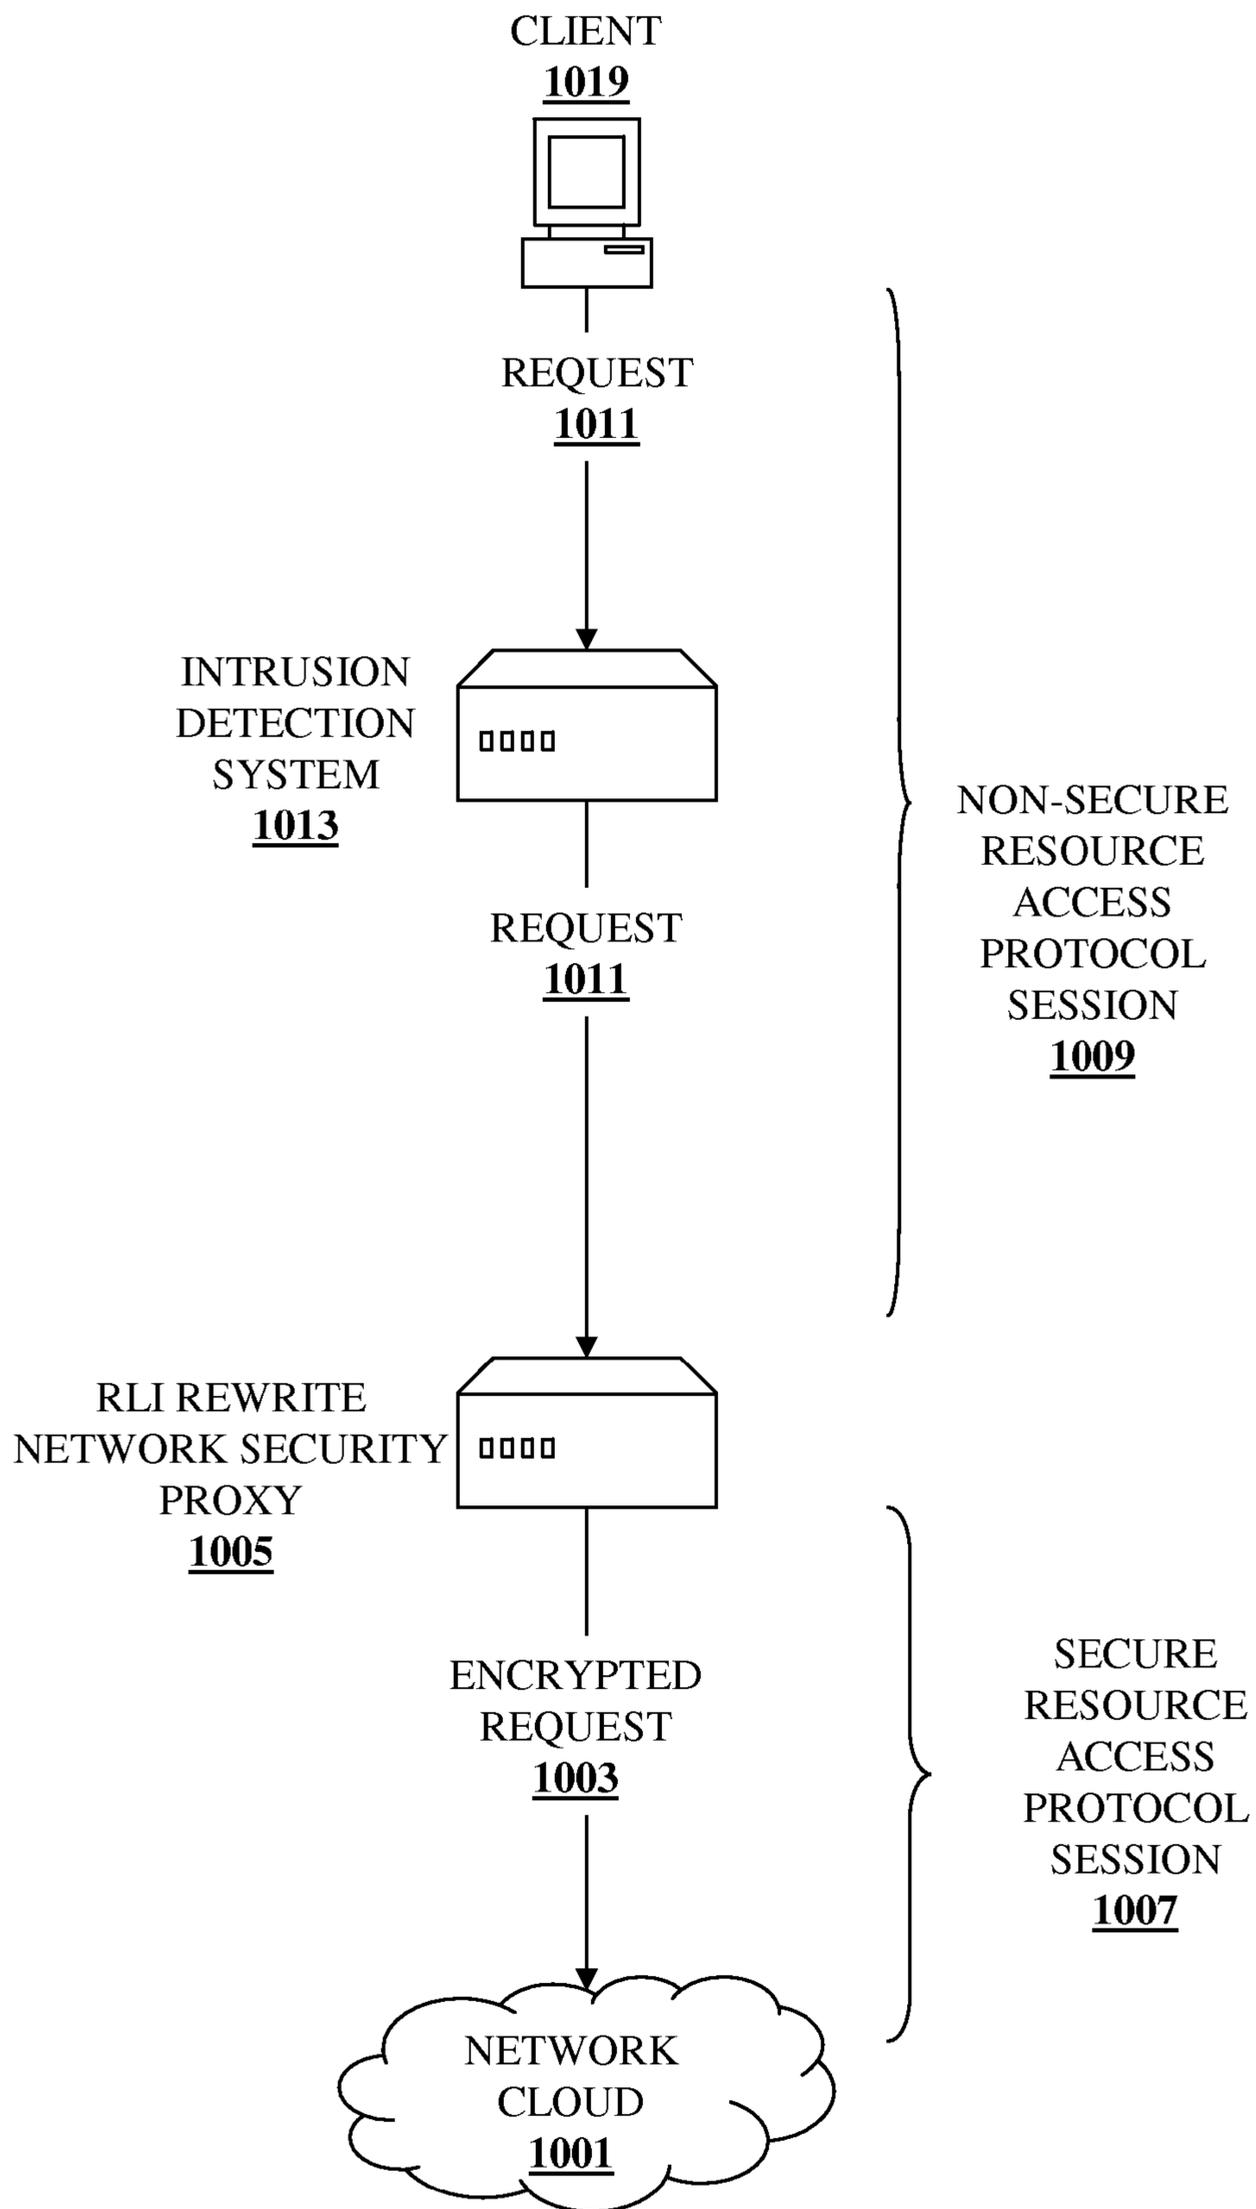 CLIENT
1019
REQUEST
1011
INTRUSION
DETECTION
SYSTEM
1013
REQUEST
1011
NON-SECURE
RESOURCE
ACCESS
PROTOCOL
SESSION
1009
RLI REWRITE
NETWORK SECURITY
PROXY
1005
ENCRYPTED
REQUEST
1003
SECURE
RESOURCE
ACCESS
PROTOCOL
SESSION
1007
NETWORK
CLOUD
1001